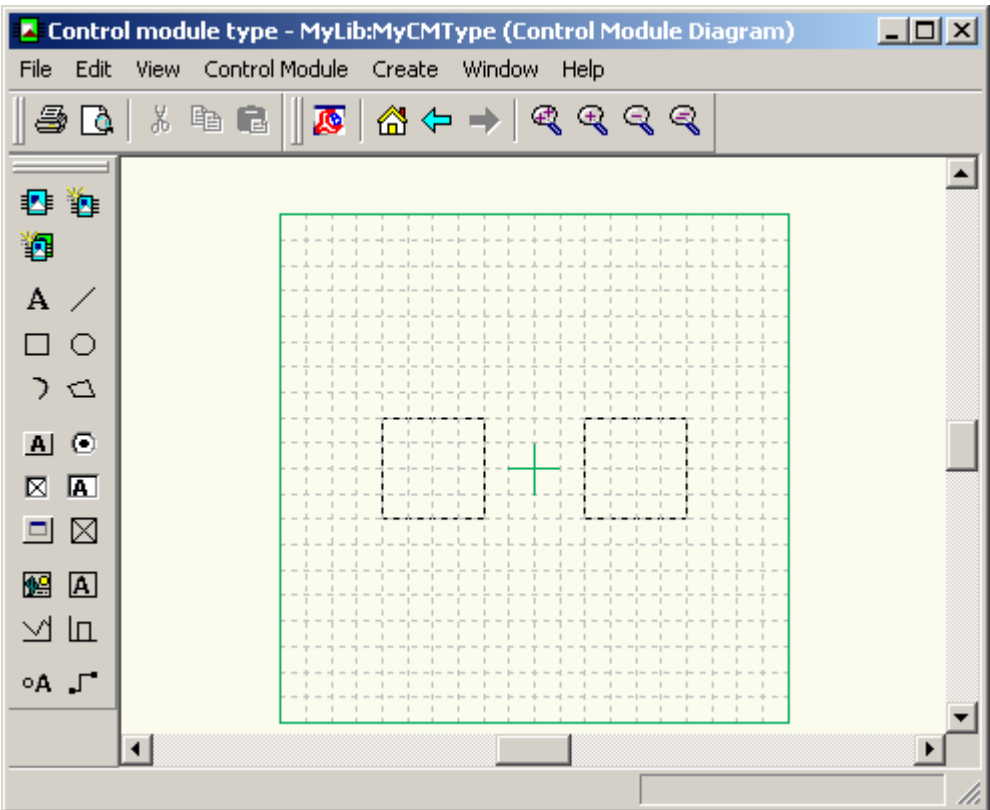 Control module type - MyLib:MyCMType (Control Module Diagram)
File Edit View Control Module Create Window Help
A
A
A
A
A